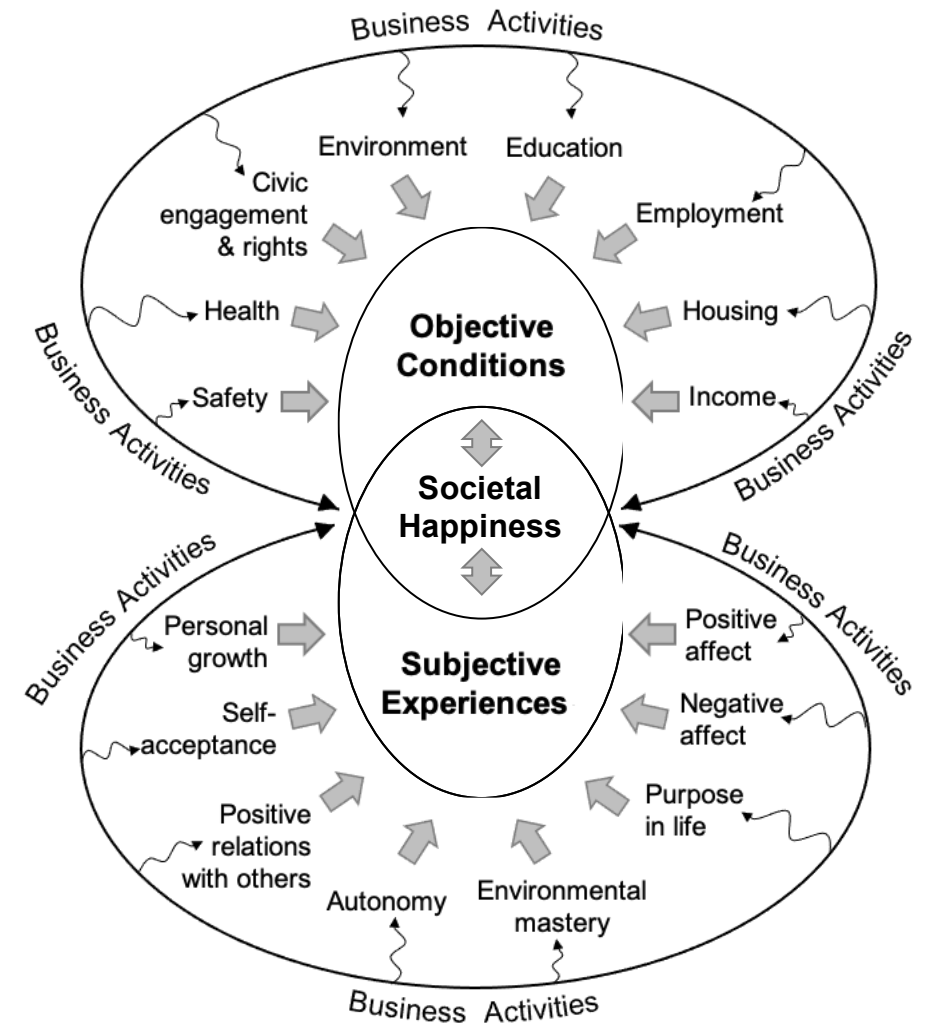 Business Activities
Environment
Education
Civic
engagement
& rights
Employment
Health
Housing
Objective
Conditions
Safety
Income
Business Activities
Business Activities
Societal
Happiness
Business Activities
Business Activities
Personal
growth
Positive
affect
Subjective
Experiences
Self-
acceptance
Negative
affect
Positive
relations
with others
Purpose
in life
Autonomy
Environmental
mastery
Business Activities